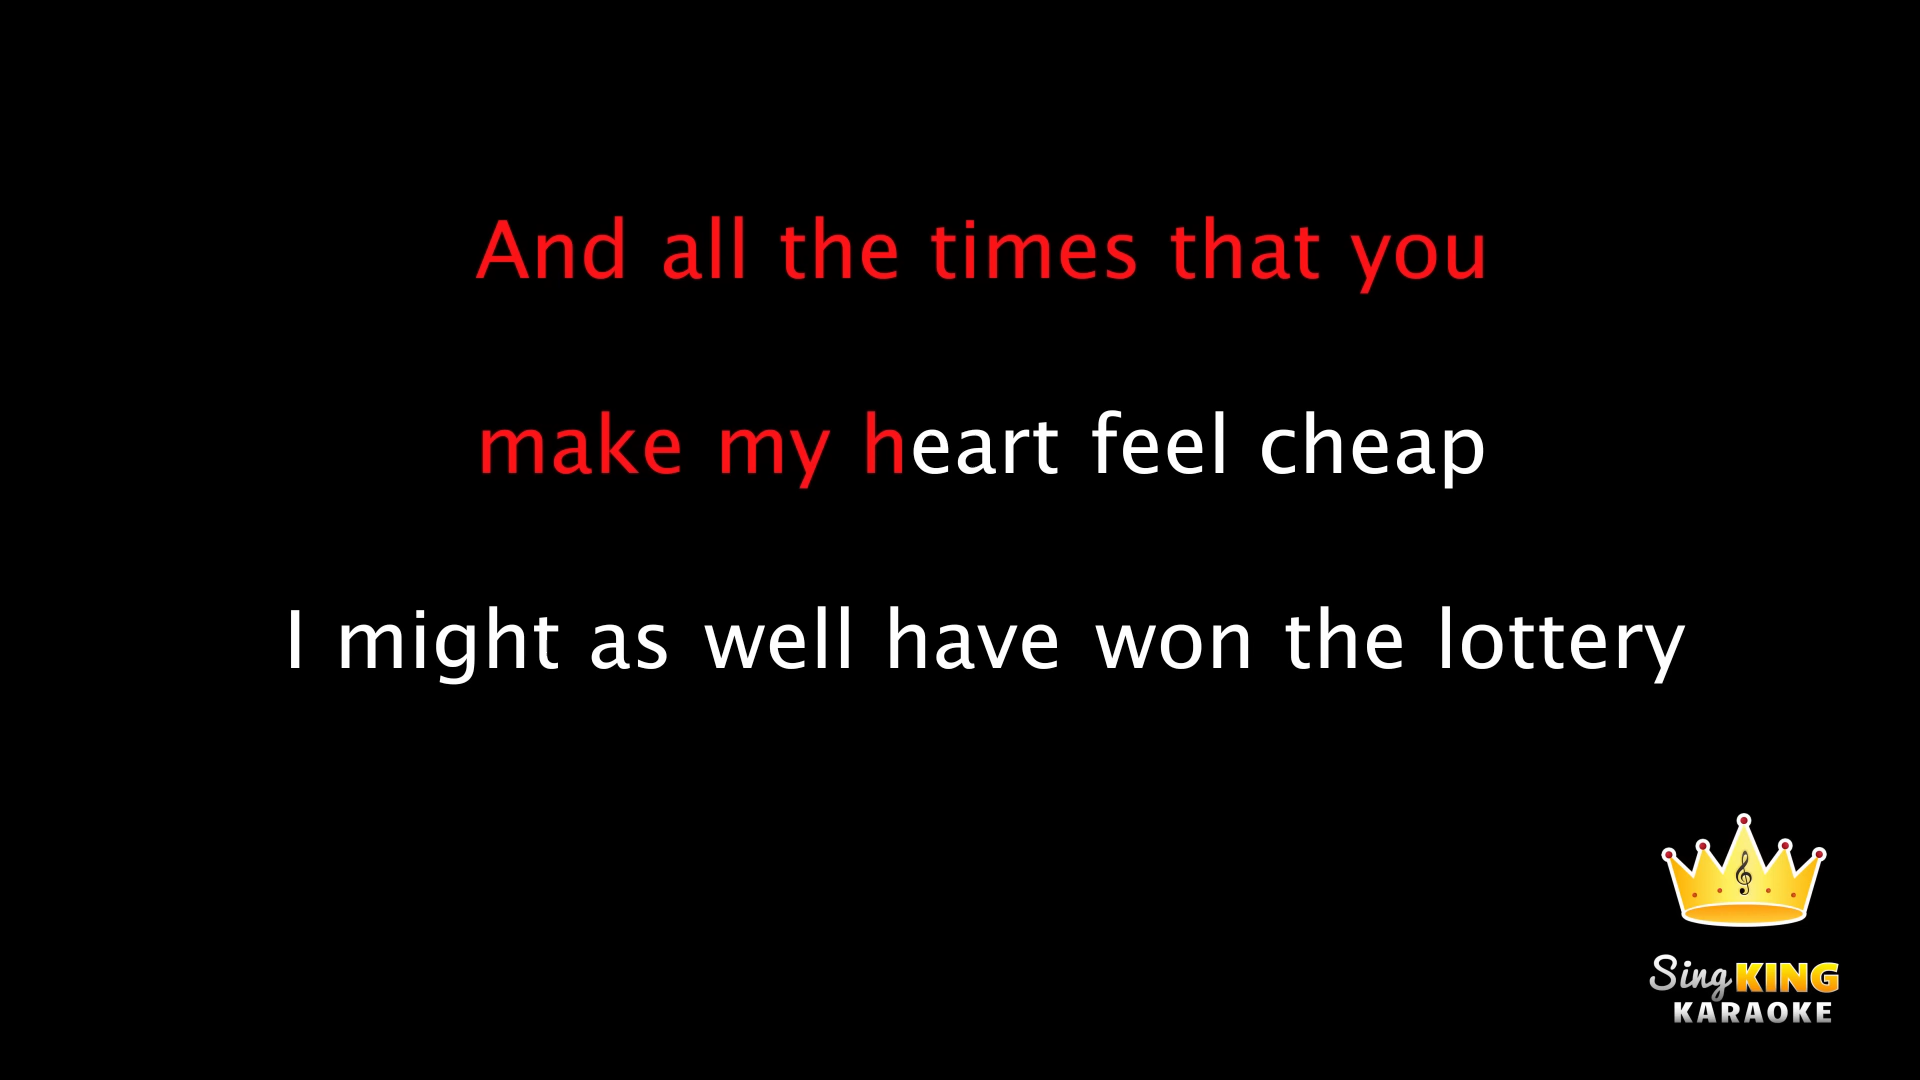 And all the times that you
make my heart feel cheap
I might as well have won the lottery
Sing KING
KARAOKE